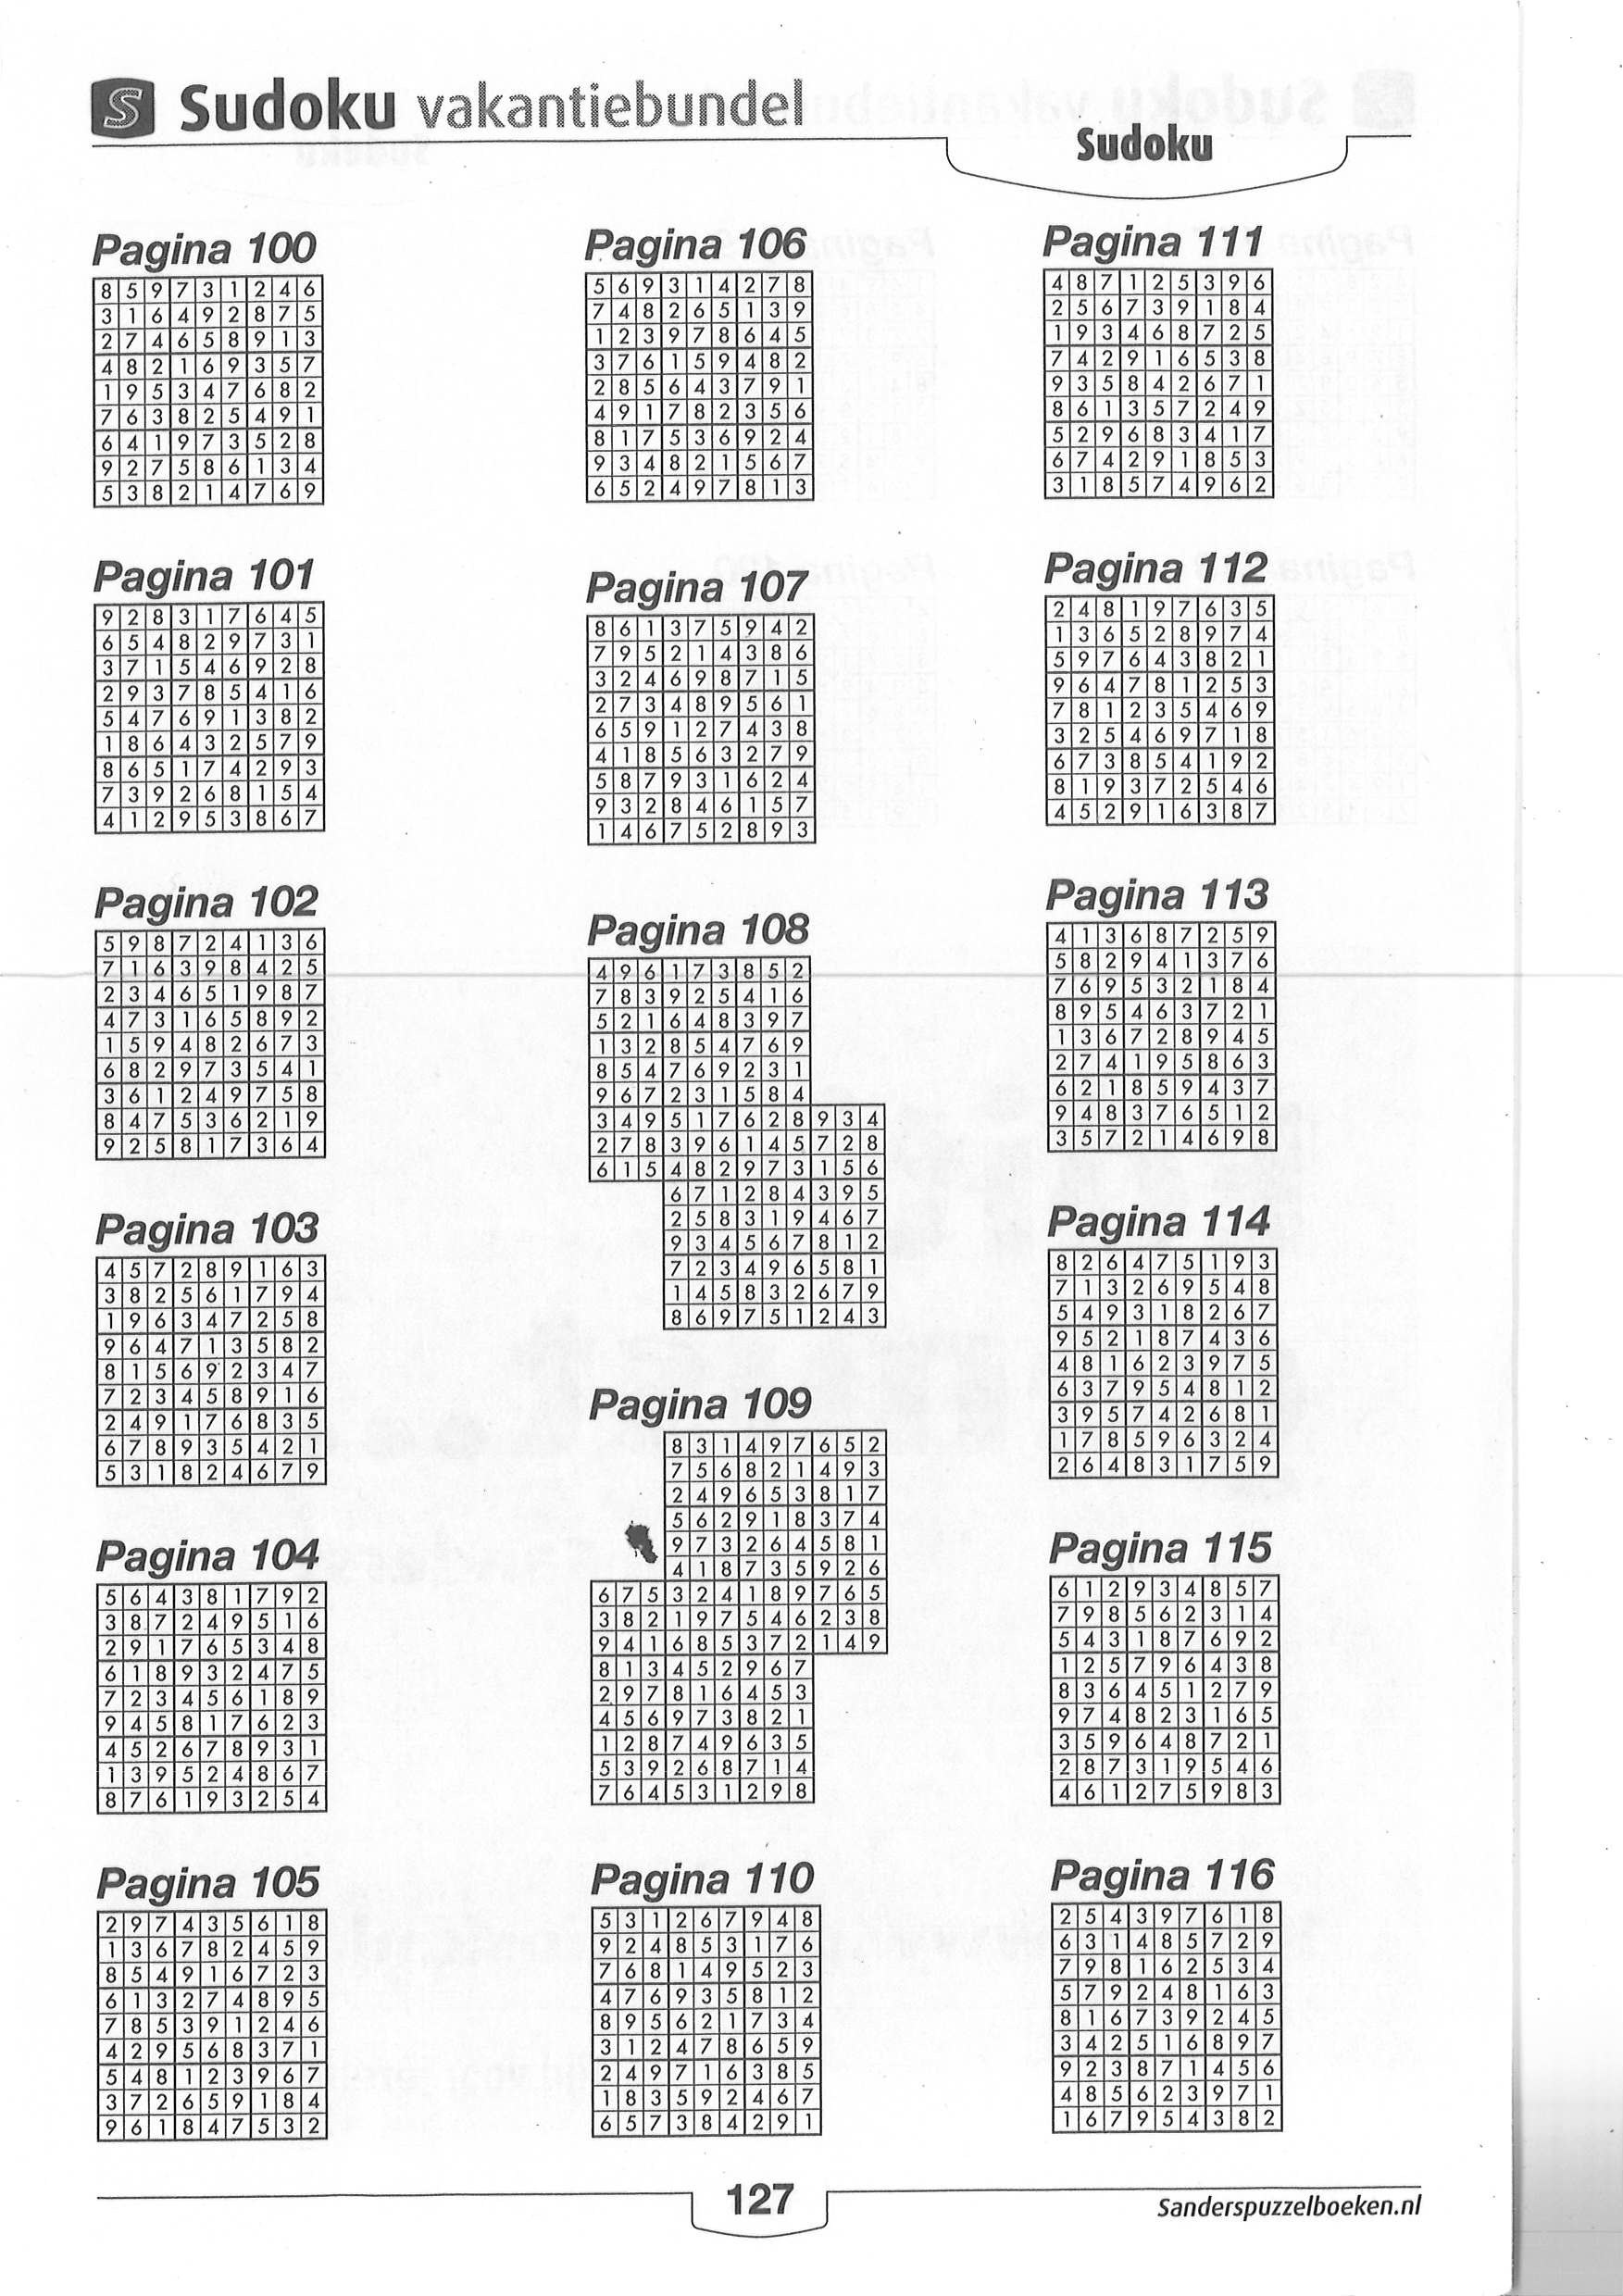 S Sudoku vakantiebundel
Sudoku
Pagina 100
8 5 9 7 3 1 2 4 6
3 1 6 4 9 2 8 7 5
2 7 4 6 5 8 9 1 3
4 8 2 1 6 9 3 5 7
1 9 5 3 4 7 6 8 2
7 6 3 8 2 5 4 9 1
6 4 1 9 7 3 5 2 8
9 2 7 5 8 6 1 3 4
5 3 8 2 1 4 7 6 9
Pagina 101
9 2 8 3 1 7 6 4 5
6 5 4 8 2 9 7 3 1
3 7 1 5 4 6 9 2 8
2 9 3 7 8 5 4 1 6
5 4 7 6 9 1 3 8 2
1 8 6 4 3 2 5 7 9
8 6 5 1 7 4 2 9 3
7 3 9 2 6 8 1 5 4
4 1 2 9 5 3 8 6 7
Pagina 102
5 9 8 7 2 4 1 3 6
7 1 6 3 9 8 4 2 5
2 3 4 6 5 1 9 8 7
4 7 3 1 6 5 8 9 2
1 5 9 4 8 2 6 7 3
6 8 2 9 7 3 5 4 1
3 6 1 2 4 9 7 5 8
8 4 7 5 3 6 2 1 9
9 2 5 8 1 7 3 6 4
Pagina 103
4 5 7 2 8 9 1 6 3
3 8 2 5 6 1 7 9 4
1 9 6 3 4 7 2 5 8
9 6 4 7 1 3 5 8 2
8 1 5 6 9 2 3 4 7
7 2 3 4 5 8 9 1 6
2 4 9 1 7 6 8 3 5
6 7 8 9 3 5 4 2 1
5 3 1 8 2 4 6 7 9
Pagina 104
5 6 4 3 8 1 7 9 2
3 8 7 2 4 9 5 1 6
2 9 1 7 6 5 3 4 8
6 1 8 9 3 2 4 7 5
7 2 3 4 5 6 1 8 9
9 4 5 8 1 7 6 2 3
4 5 2 6 7 8 9 3 1
1 3 9 5 2 4 8 6 7
8 7 6 1 9 3 2 5 4
Pagina 105
2 9 7 4 3 5 6 1 8
1 3 6 7 8 2 4 5 9
8 5 4 9 1 6 7 2 3
6 1 3 2 7 4 8 9 5
7 8 5 3 9 1 2 4 6
4 2 9 5 6 8 3 7 1
5 4 8 1 2 3 9 6 7
3 7 2 6 5 9 1 8 4
9 6 1 8 4 7 5 3 2
Pagina 106
5 6 9 3 1 4 2 7 8
7 4 8 2 6 5 1 3 9
1 2 3 9 7 8 6 4 5
3 7 6 1 5 9 4 8 2
2 8 5 6 4 3 7 9 1
4 9 1 7 8 2 3 5 6
8 1 7 5 3 6 9 2 4
9 3 4 8 2 1 5 6 7
6 5 2 4 9 7 8 1 3
Pagina 107
8 6 1 3 7 5 9 4 2
7 9 5 2 1 4 3 8 6
3 2 4 6 9 8 7 1 5
2 7 3 4 8 9 5 6 1
6 5 9 1 2 7 4 3 8
4 1 8 5 6 3 2 7 9
5 8 7 9 3 1 6 2 4
9 3 2 8 4 6 1 5 7
1 4 6 7 5 2 8 9 3
Pagina 108
4 9 6 1 7 3 8 5 2
7 8 3 9 2 5 4 1 6
5 2 1 6 4 8 3 9 7
1 3 2 8 5 4 7 6 9
8 5 4 7 6 9 2 3 1
9 6 7 2 3 1 5 8 4
3 4 9 5 1 7 6 2 8 9 3 4
2 7 8 3 9 6 1 4 5 7 2 8
6 1 5 4 8 2 9 7 3 1 5 6
6 7 1 2 8 4 3 9 5
2 5 8 3 1 9 4 6 7
9 3 4 5 6 7 8 1 2
7 2 3 4 9 6 5 8 1
1 4 5 8 3 2 6 7 9
8 6 9 7 5 1 2 4 3
Pagina 109
8 3 1 4 9 7 6 5 2
7 5 6 8 2 1 4 9 3
2 4 9 6 5 3 8 1 7
5 6 2 9 1 8 3 7 4
9 7 3 2 6 4 5 8 1
4 1 8 7 3 5 9 2 6
6 7 5 3 2 4 1 8 9 7 6 5
3 8 2 1 9 7 5 4 6 2 3 8
9 4 1 6 8 5 3 7 2 1 4 9
8 1 3 4 5 2 9 6 7
2 9 7 8 1 6 4 5 3
4 5 6 9 7 3 8 2 1
1 2 8 7 4 9 6 3 5
5 3 9 2 6 8 7 1 4
7 6 4 5 3 1 2 9 8
Pagina 110
5 3 1 2 6 7 9 4 8
9 2 4 8 5 3 1 7 6
7 6 8 1 4 9 5 2 3
4 7 6 9 3 5 8 1 2
8 9 5 6 2 1 7 3 4
3 1 2 4 7 8 6 5 9
2 4 9 7 1 6 3 8 5
1 8 3 5 9 2 4 6 7
6 5 7 3 8 4 2 9 1
Pagina 111
4 8 7 1 2 5 3 9 6
2 5 6 7 3 9 1 8 4
1 9 3 4 6 8 7 2 5
7 4 2 9 1 6 5 3 8
9 3 5 8 4 2 6 7 1
8 6 1 3 5 7 2 4 9
5 2 9 6 8 3 4 1 7
6 7 4 2 9 1 8 5 3
3 1 8 5 7 4 9 6 2
Pagina 112
2 4 8 1 9 7 6 3 5
1 3 6 5 2 8 9 7 4
5 9 7 6 4 3 8 2 1
9 6 4 7 8 1 2 5 3
7 8 1 2 3 5 4 6 9
3 2 5 4 6 9 7 1 8
6 7 3 8 5 4 1 9 2
8 1 9 3 7 2 5 4 6
4 5 2 9 1 6 3 8 7
Pagina 113
4 1 3 6 8 7 2 5 9
5 8 2 9 4 1 3 7 6
7 6 9 5 3 2 1 8 4
8 9 5 4 6 3 7 2 1
1 3 6 7 2 8 9 4 5
2 7 4 1 9 5 8 6 3
6 2 1 8 5 9 4 3 7
9 4 8 3 7 6 5 1 2
3 5 7 2 1 4 6 9 8
Pagina 114
8 2 6 4 7 5 1 9 3
7 1 3 2 6 9 5 4 8
5 4 9 3 1 8 2 6 7
9 5 2 1 8 7 4 3 6
4 8 1 6 2 3 9 7 5
6 3 7 9 5 4 8 1 2
3 9 5 7 4 2 6 8 1
1 7 8 5 9 6 3 2 4
2 6 4 8 3 1 7 5 9
Pagina 115
6 1 2 9 3 4 8 5 7
7 9 8 5 6 2 3 1 4
5 4 3 1 8 7 6 9 2
1 2 5 7 9 6 4 3 8
8 3 6 4 5 1 2 7 9
9 7 4 8 2 3 1 6 5
3 5 9 6 4 8 7 2 1
2 8 7 3 1 9 5 4 6
4 6 1 2 7 5 9 8 3
Pagina 116
2 5 4 3 9 7 6 1 8
6 3 1 4 8 5 7 2 9
7 9 8 1 6 2 5 3 4
5 7 9 2 4 8 1 6 3
8 1 6 7 3 9 2 4 5
3 4 2 5 1 6 8 9 7
9 2 3 8 7 1 4 5 6
4 8 5 6 2 3 9 7 1
1 6 7 9 5 4 3 8 2
127
Sanderspuzzelboeken.nl